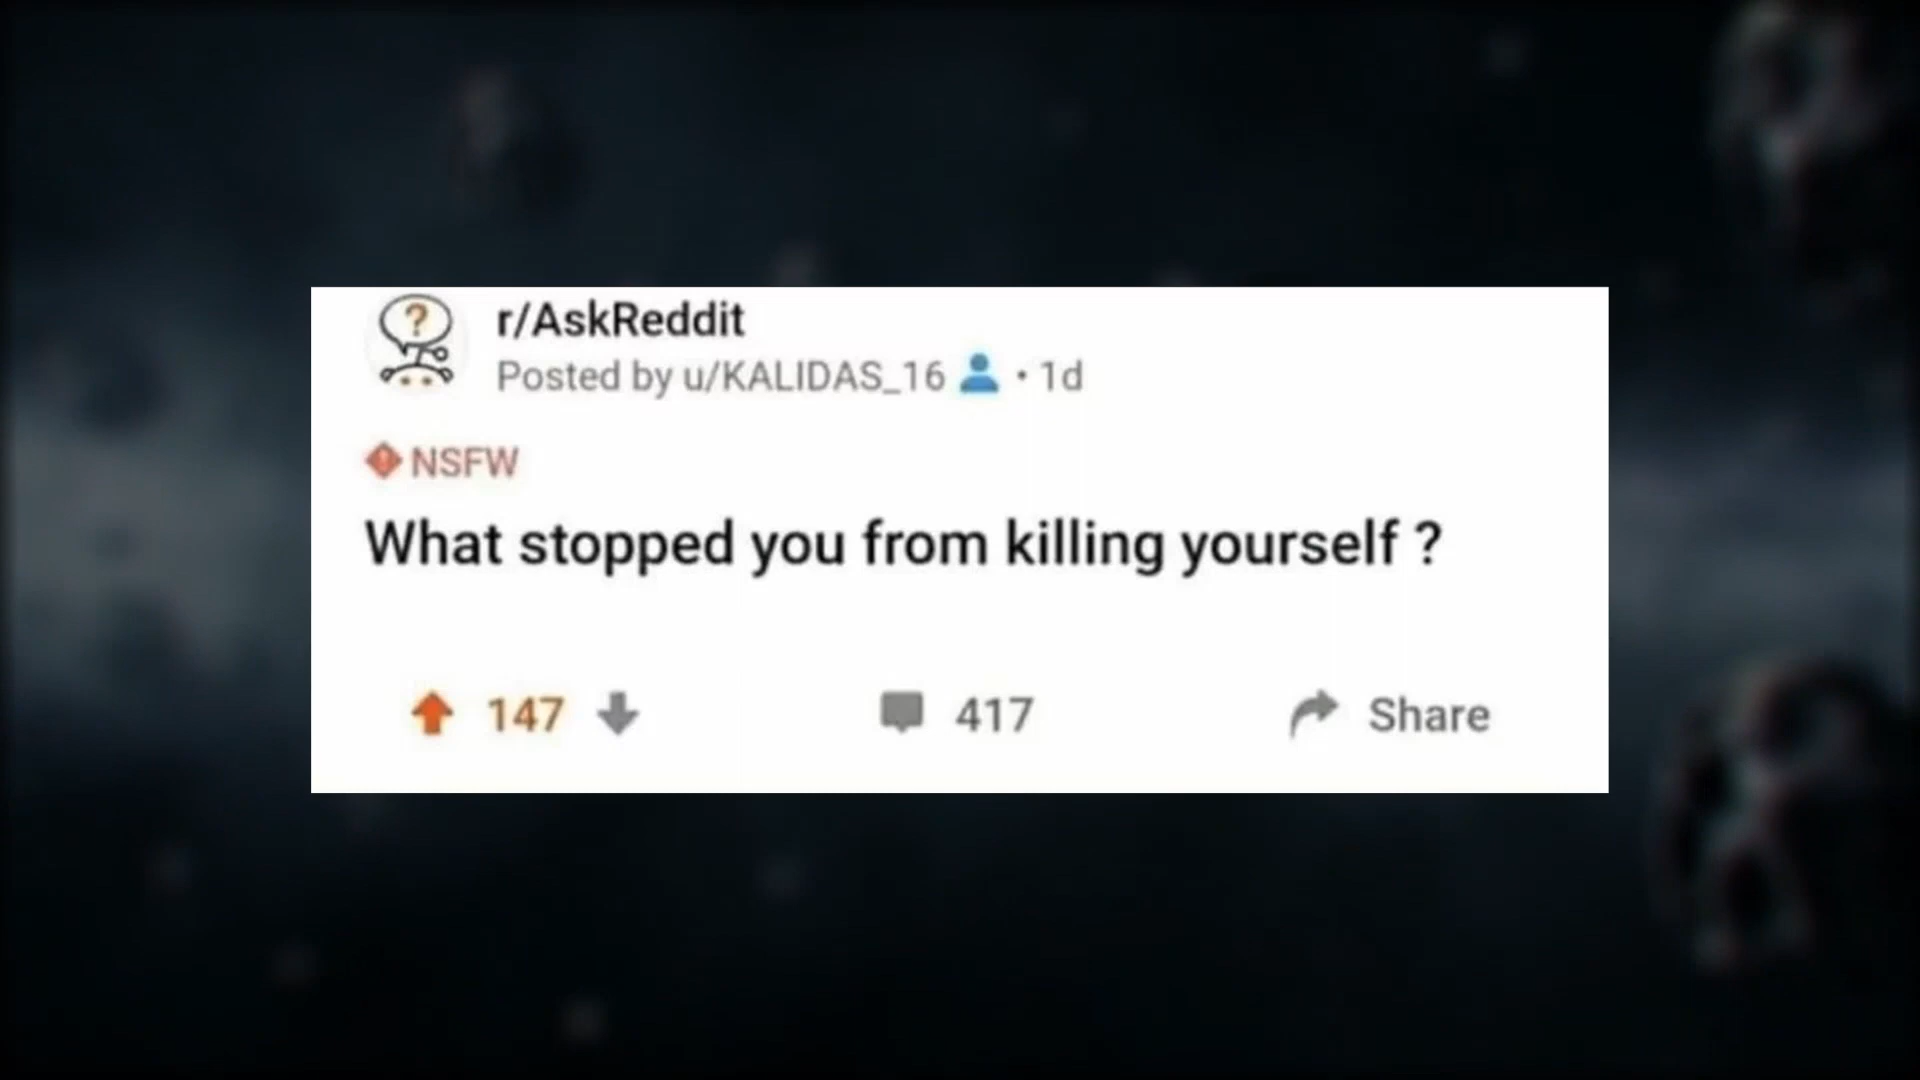 r/AskReddit
Posted by u/KALIDAS_16 • 1d
NSFW
What stopped you from killing yourself ?
147
417
Share